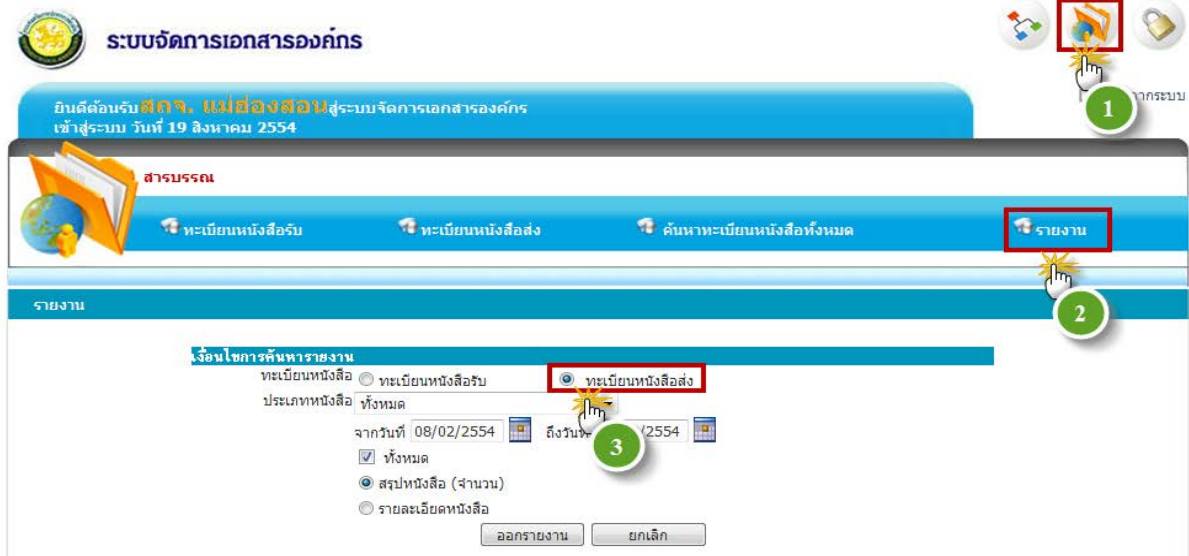 ระบบจัดการเอกสารองค์กร
1
ากระบบ
ยินดีต้อนรับสถจ. แม่ฮ่องสอนสู่ระบบจัดการเอกสารองค์กร
เข้าสู่ระบบ วันที่ 19 สิงหาคม 2554
สารบรรณ
ทะเบียนหนังสือรับ ทะเบียนหนังสือส่ง ค้นหาทะเบียนหนังสือทั้งหมด รายงาน
2
รายงาน
เงื่อนไขการค้นหารายงาน
ทะเบียนหนังสือ ทะเบียนหนังสือรับ ทะเบียนหนังสือส่ง
ประเภทหนังสือ ทั้งหมด
จากวันที่ 08/02/2554 ถึงวันที่ /2554
3
ทั้งหมด
สรุปหนังสือ (จำนวน)
รายละเอียดหนังสือ
ออกรายงาน ยกเลิก